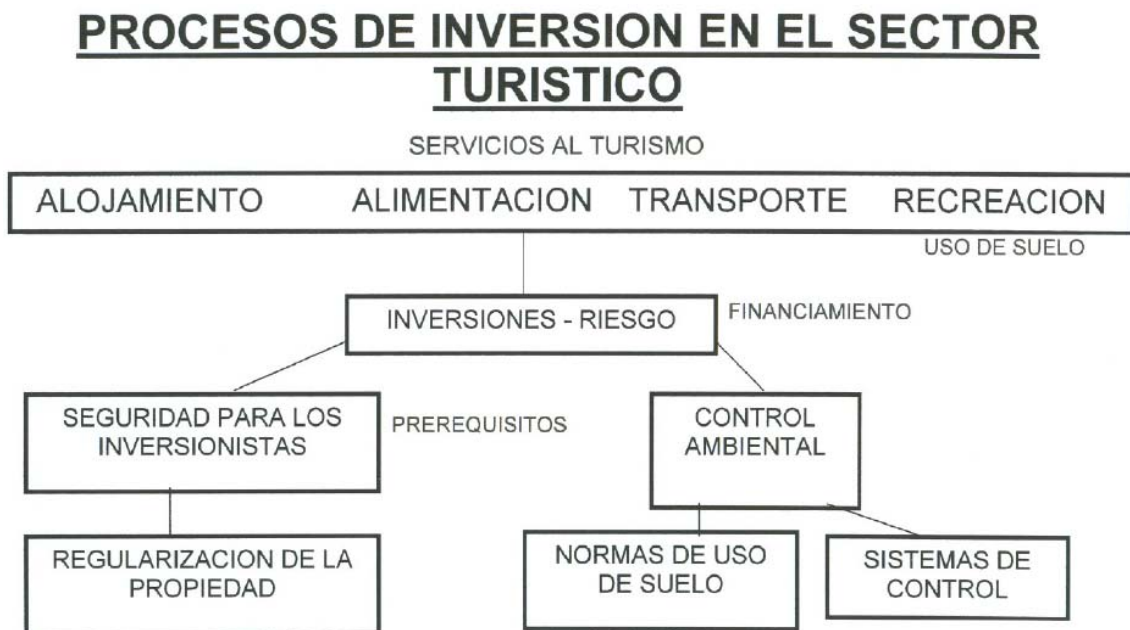 PROCESOS DE INVERSION EN EL SECTOR
TURISTICO
SERVICIOS AL TURISMO
ALOJAMIENTO ALIMENTACION TRANSPORTE RECREACION
USO DE SUELO
INVERSIONES - RIESGO
FINANCIAMIENTO
SEGURIDAD PARA LOS
INVERSIONISTAS
PREREQUISITOS
CONTROL
AMBIENTAL
REGULARIZACION DE LA
PROPIEDAD
NORMAS DE USO
DE SUELO
SISTEMAS DE
CONTROL